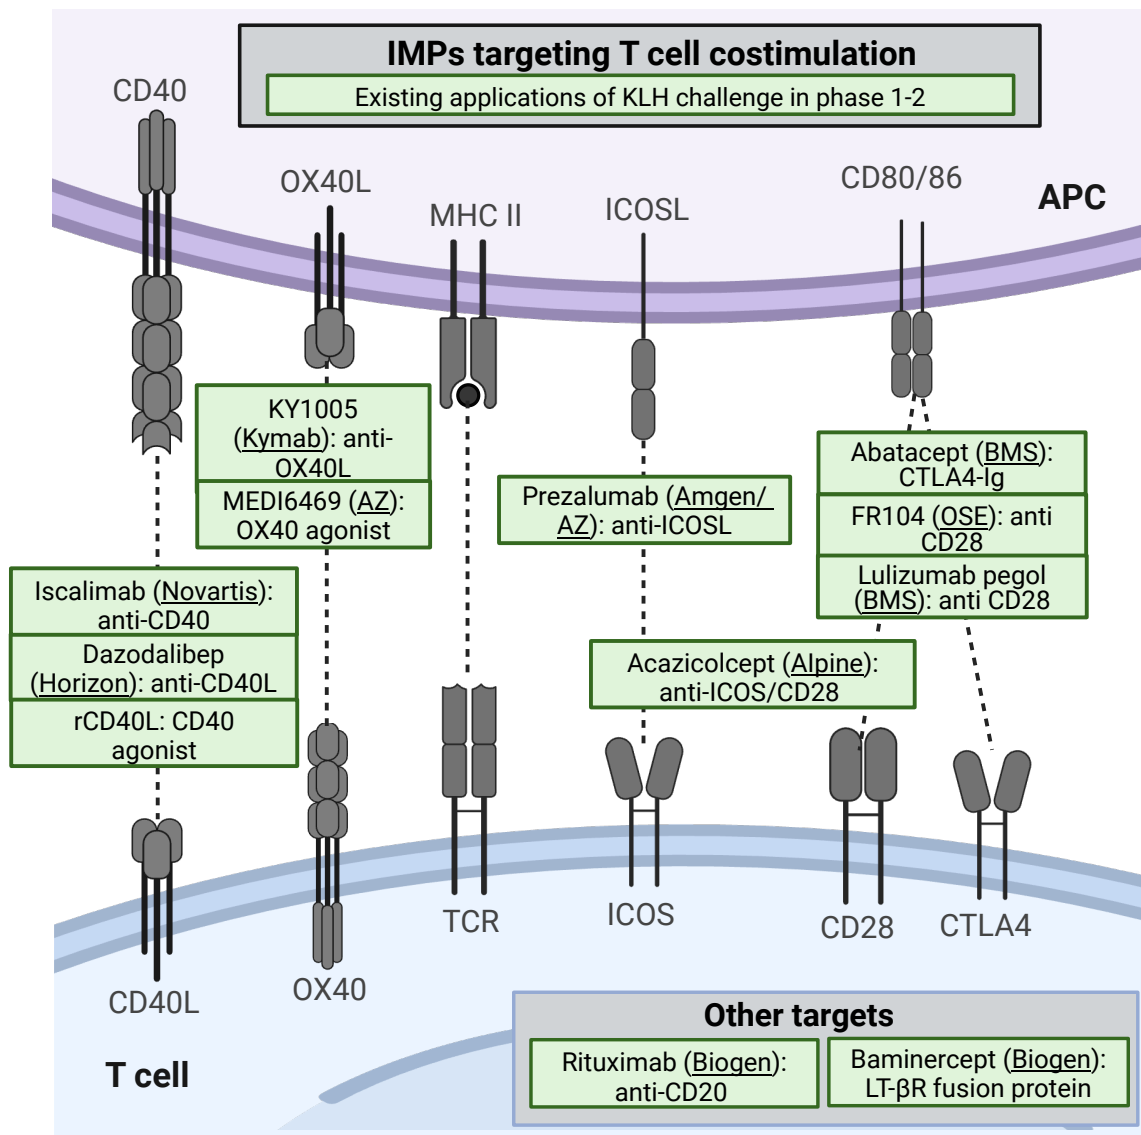 IMPs targeting T cell costimulation
Existing applications of KLH challenge in phase 1-2
CD40
OX40L
MHC II
ICOSL
CD80/86
APC
KY1005
(Kymab): anti-
OX40L
MEDI6469 (AZ):
OX40 agonist
Prezalumab (Amgen/
AZ): anti-ICOSL
Abatacept (BMS):
CTLA4-Ig
FR104 (OSE): anti
CD28
Lulizumab pegol
(BMS): anti CD28
Iscalimab (Novartis):
anti-CD40
Dazodalibep
(Horizon): anti-CD40L
rCD40L: CD40
agonist
Acazicolcept (Alpine):
anti-ICOS/CD28
CD40L
OX40
TCR
ICOS
CD28
CTLA4
T cell
Other targets
Rituximab (Biogen):
anti-CD20
Baminercept (Biogen):
LT-βR fusion protein